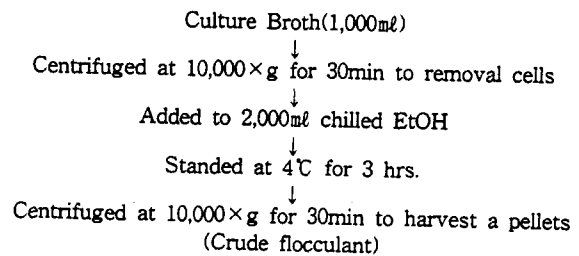 Culture Broth(1,000㎖)
↓
Centrifuged at 10,000×g for 30min to removal cells
↓
Added to 2,000㎖ chilled EtOH
↓
Standed at 4℃ for 3 hrs.
↓
Centrifuged at 10,000×g for 30min to harvest a pellets
(Crude flocculant)